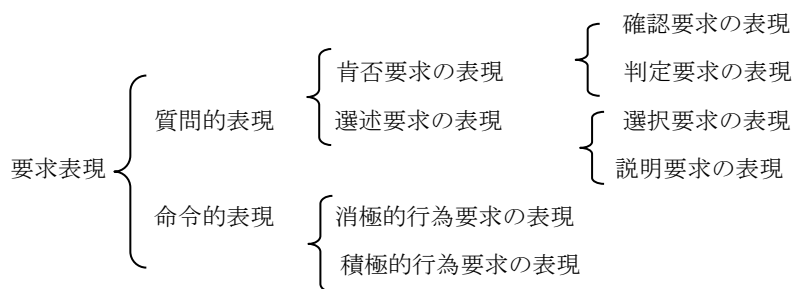 確認要求の表現
肯否要求の表現
判定要求の表現
質問的表現
選述要求の表現
選択要求の表現
要求表現
説明要求の表現
命令的表現
消極的行為要求の表現
積極的行為要求の表現